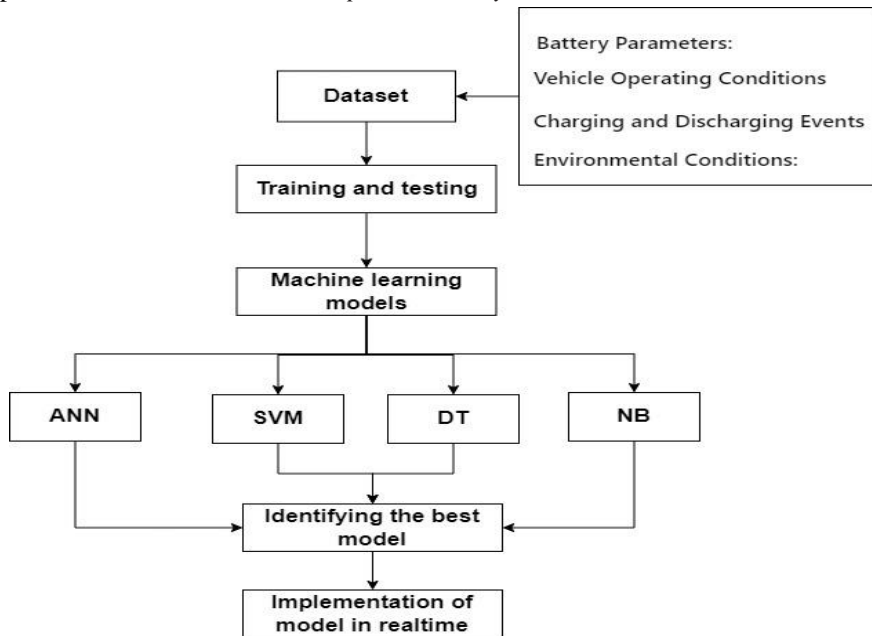 Battery Parameters:
Vehicle Operating Conditions
Charging and Discharging Events
Environmental Conditions:
Dataset
Training and testing
Machine learning
models
ANN
SVM
DT
NB
Identifying the best
model
Implementation of
model in realtime